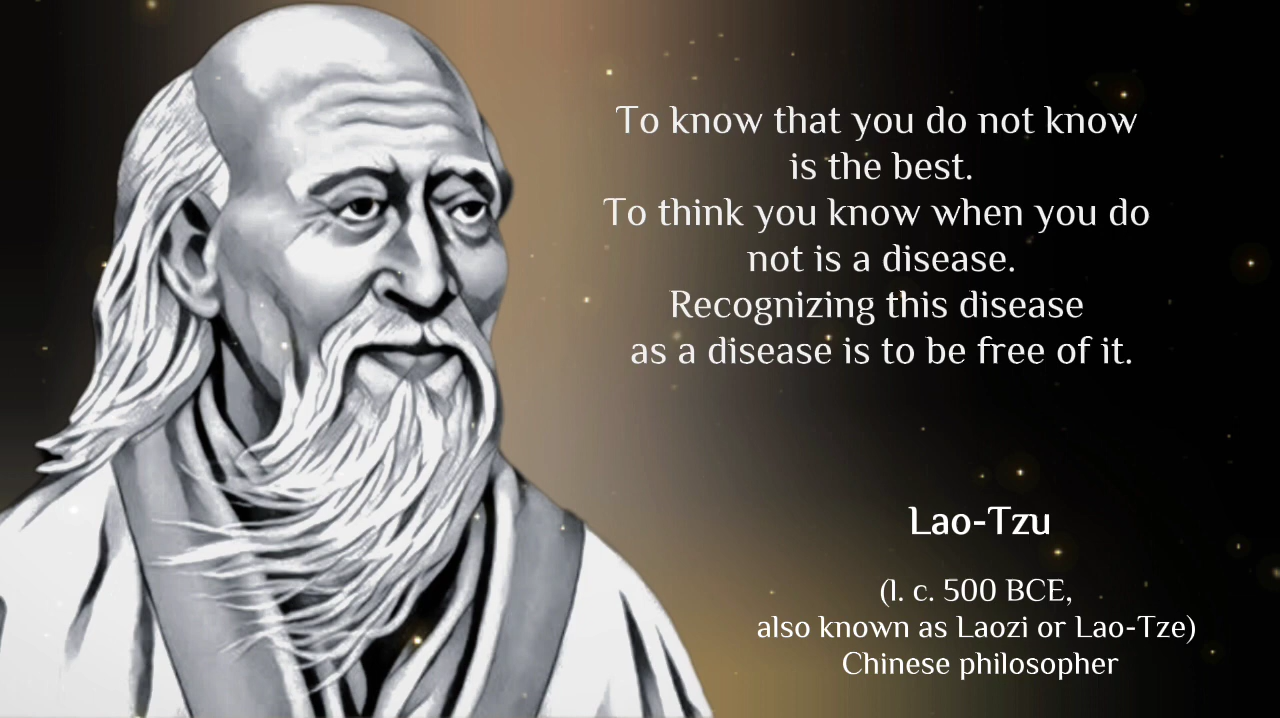 To know that you do not know
is the best.
To think you know when you do
not is a disease.
Recognizing this disease
as a disease is to be free of it.
Lao-Tzu
(l. c. 500 BCE,
also known as Laozi or Lao-Tze)
Chinese philosopher